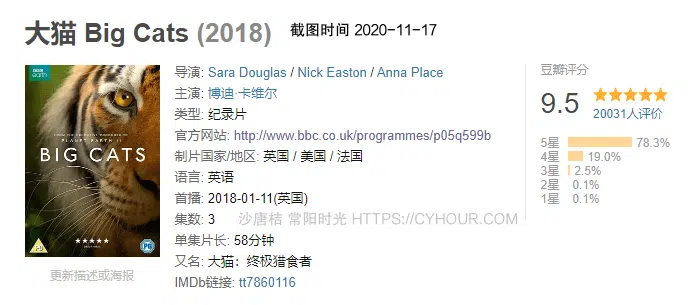 大猫 Big Cats (2018) 截图时间 2020-11-17
BBC
earth
FROM THE CREATIVE PRODUCER OF
PLANET EARTH II
BIG CATS
PG
更新描述或海报
导演: Sara Douglas / Nick Easton / Anna Place
主演: 博迪·卡维尔
类型: 纪录片
官方网站: http://www.bbc.co.uk/programmes/p05q599b
制片国家/地区: 英国 / 美国 / 法国
语言: 英语
首播: 2018-01-11(英国)
集数: 3
单集片长: 58分钟
又名: 大猫：终极猎食者
IMDb链接: tt7860116
沙唐桔 常阳时光 HTTPS://CYHOUR.COM
豆瓣评分
9.5
20031人评价
5星 78.3%
4星 19.0%
3星 2.5%
2星 0.1%
1星 0.1%